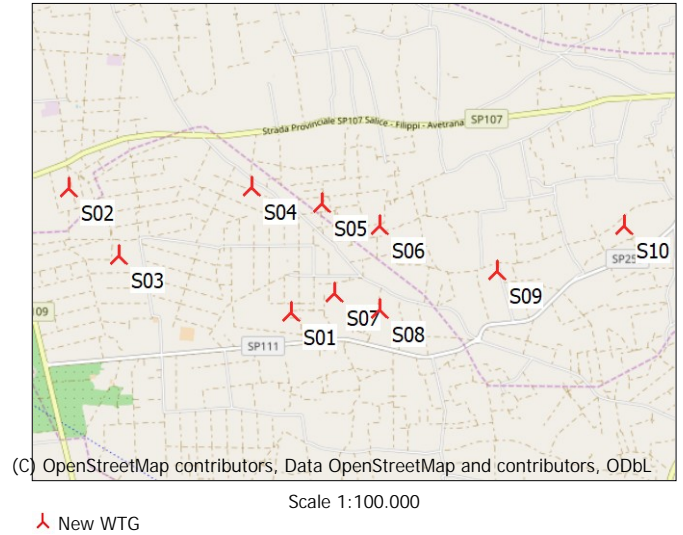 Strada Provinciale SP107 Salice - Filippi - Avetrana
SP107
S02
S04
S05
S06
S10
SP25
S03
S09
109
S01
S07
S08
SP111
(C) OpenStreetMap contributors, Data OpenStreetMap and contributors, ODbL
Scale 1:100.000
New WTG